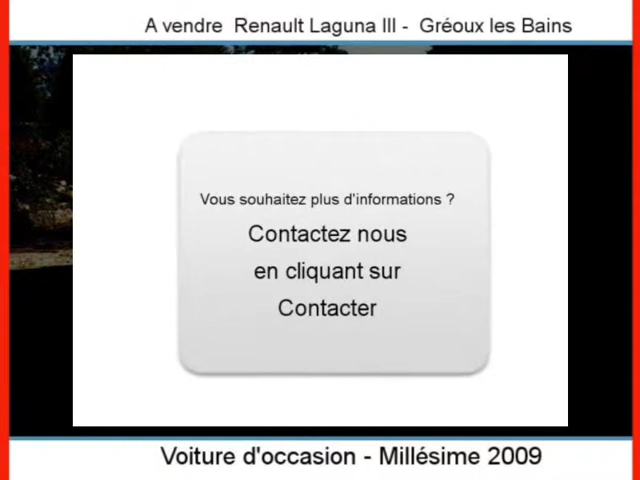 A vendre Renault Laguna III - Gréoux les Bains
Vous souhaitez plus d'informations ?
Contactez nous
en cliquant sur
Contacter
Voiture d'occasion - Millésime 2009